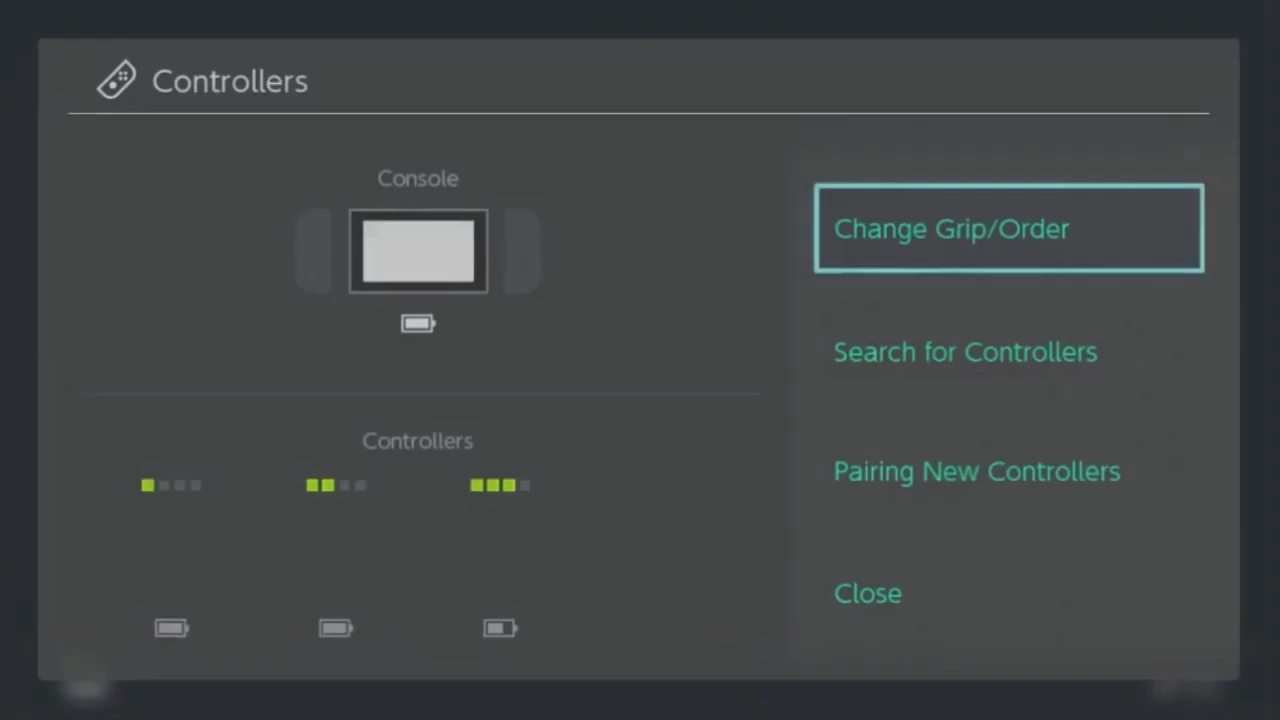 Controllers
Console
Controllers
Change Grip/Order
Search for Controllers
Pairing New Controllers
Close